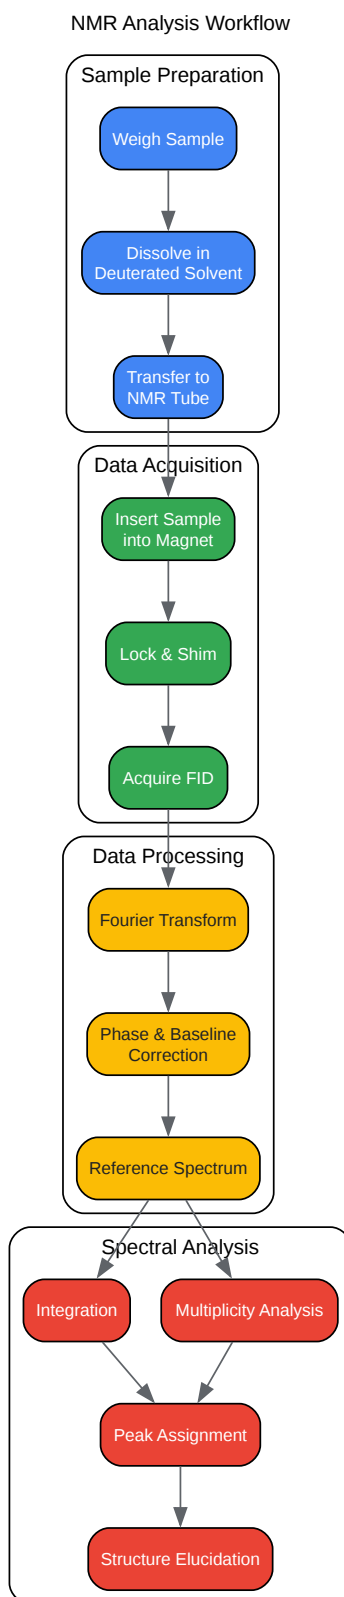 NMR Analysis Workflow
Sample Preparation
Weigh Sample
Dissolve in
Deuterated Solvent
Transfer to
NMR Tube
Data Acquisition
Insert Sample
into Magnet
Lock & Shim
Acquire FID
Data Processing
Fourier Transform
Phase & Baseline
Correction
Reference Spectrum
Spectral Analysis
Integration
Multiplicity Analysis
Peak Assignment
Structure Elucidation